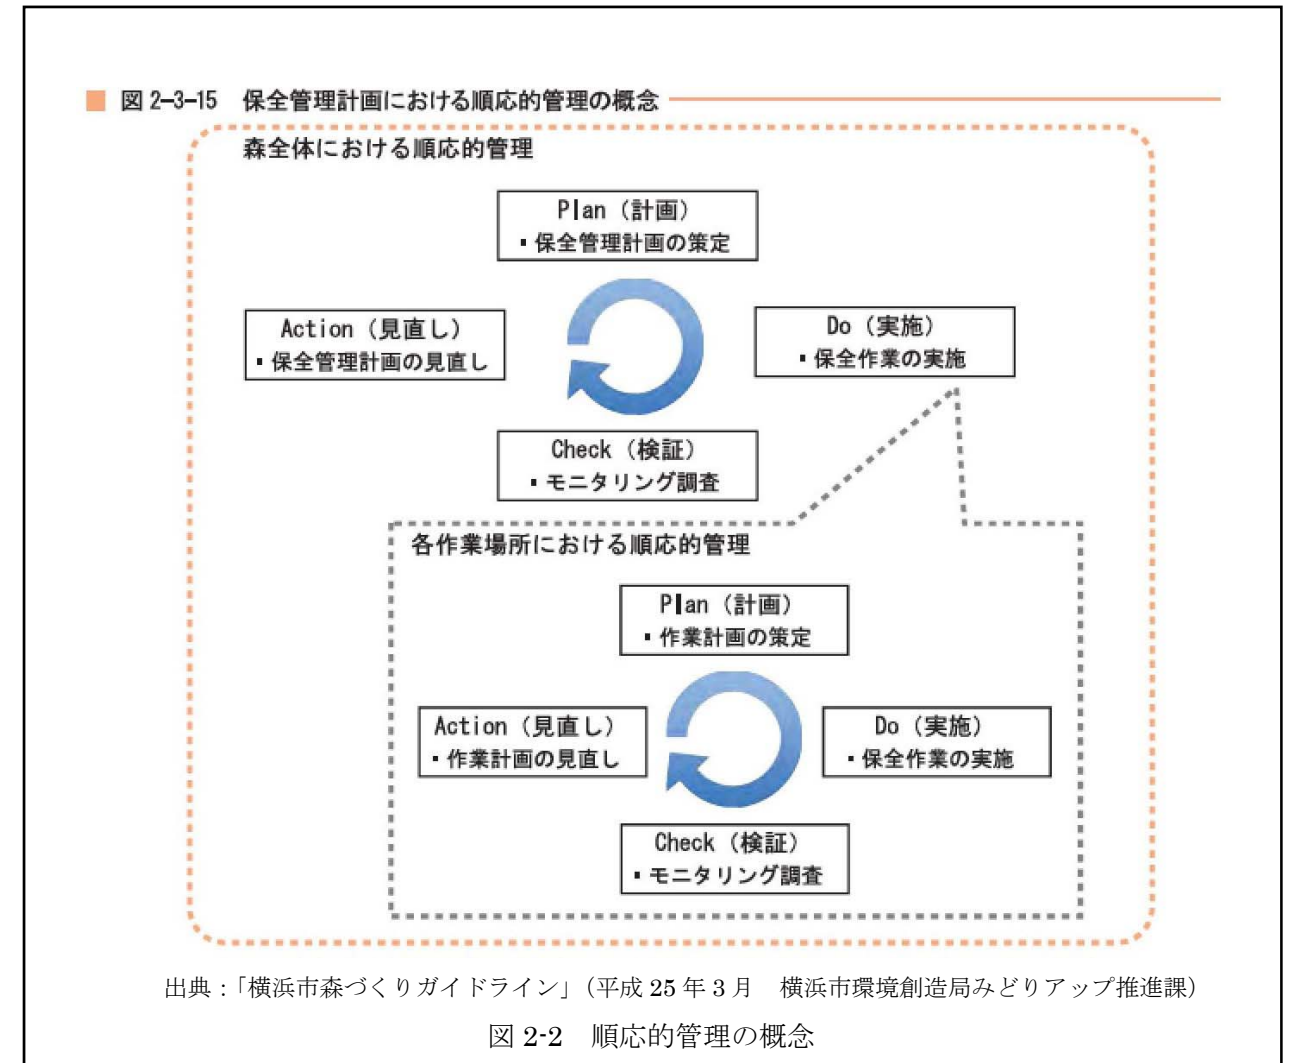 図 2-3-15 保全管理計画における順応的管理の概念
森全体における順応的管理
Plan（計画）
▪保全管理計画の策定
Action（見直し）
▪保全管理計画の見直し
Do（実施）
▪保全作業の実施
Check（検証）
▪モニタリング調査
各作業場所における順応的管理
Plan（計画）
▪作業計画の策定
Action（見直し）
▪作業計画の見直し
Do（実施）
▪保全作業の実施
Check（検証）
▪モニタリング調査
出典：「横浜市森づくりガイドライン」（平成 25 年 3 月　横浜市環境創造局みどりアップ推進課）
図 2-2　順応的管理の概念